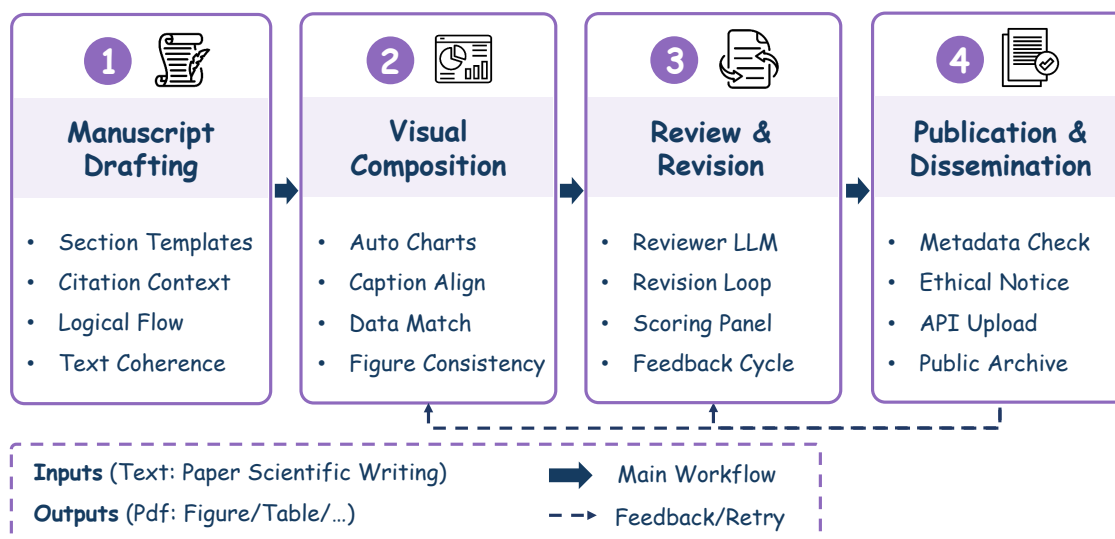 1
Manuscript
Drafting
• Section Templates
• Citation Context
• Logical Flow
• Text Coherence
2
Visual
Composition
• Auto Charts
• Caption Align
• Data Match
• Figure Consistency
3
Review &
Revision
• Reviewer LLM
• Revision Loop
• Scoring Panel
• Feedback Cycle
4
Publication &
Dissemination
• Metadata Check
• Ethical Notice
• API Upload
• Public Archive
Inputs (Text: Paper Scientific Writing)
Outputs (Pdf: Figure/Table/…)
Main Workflow
Feedback/Retry